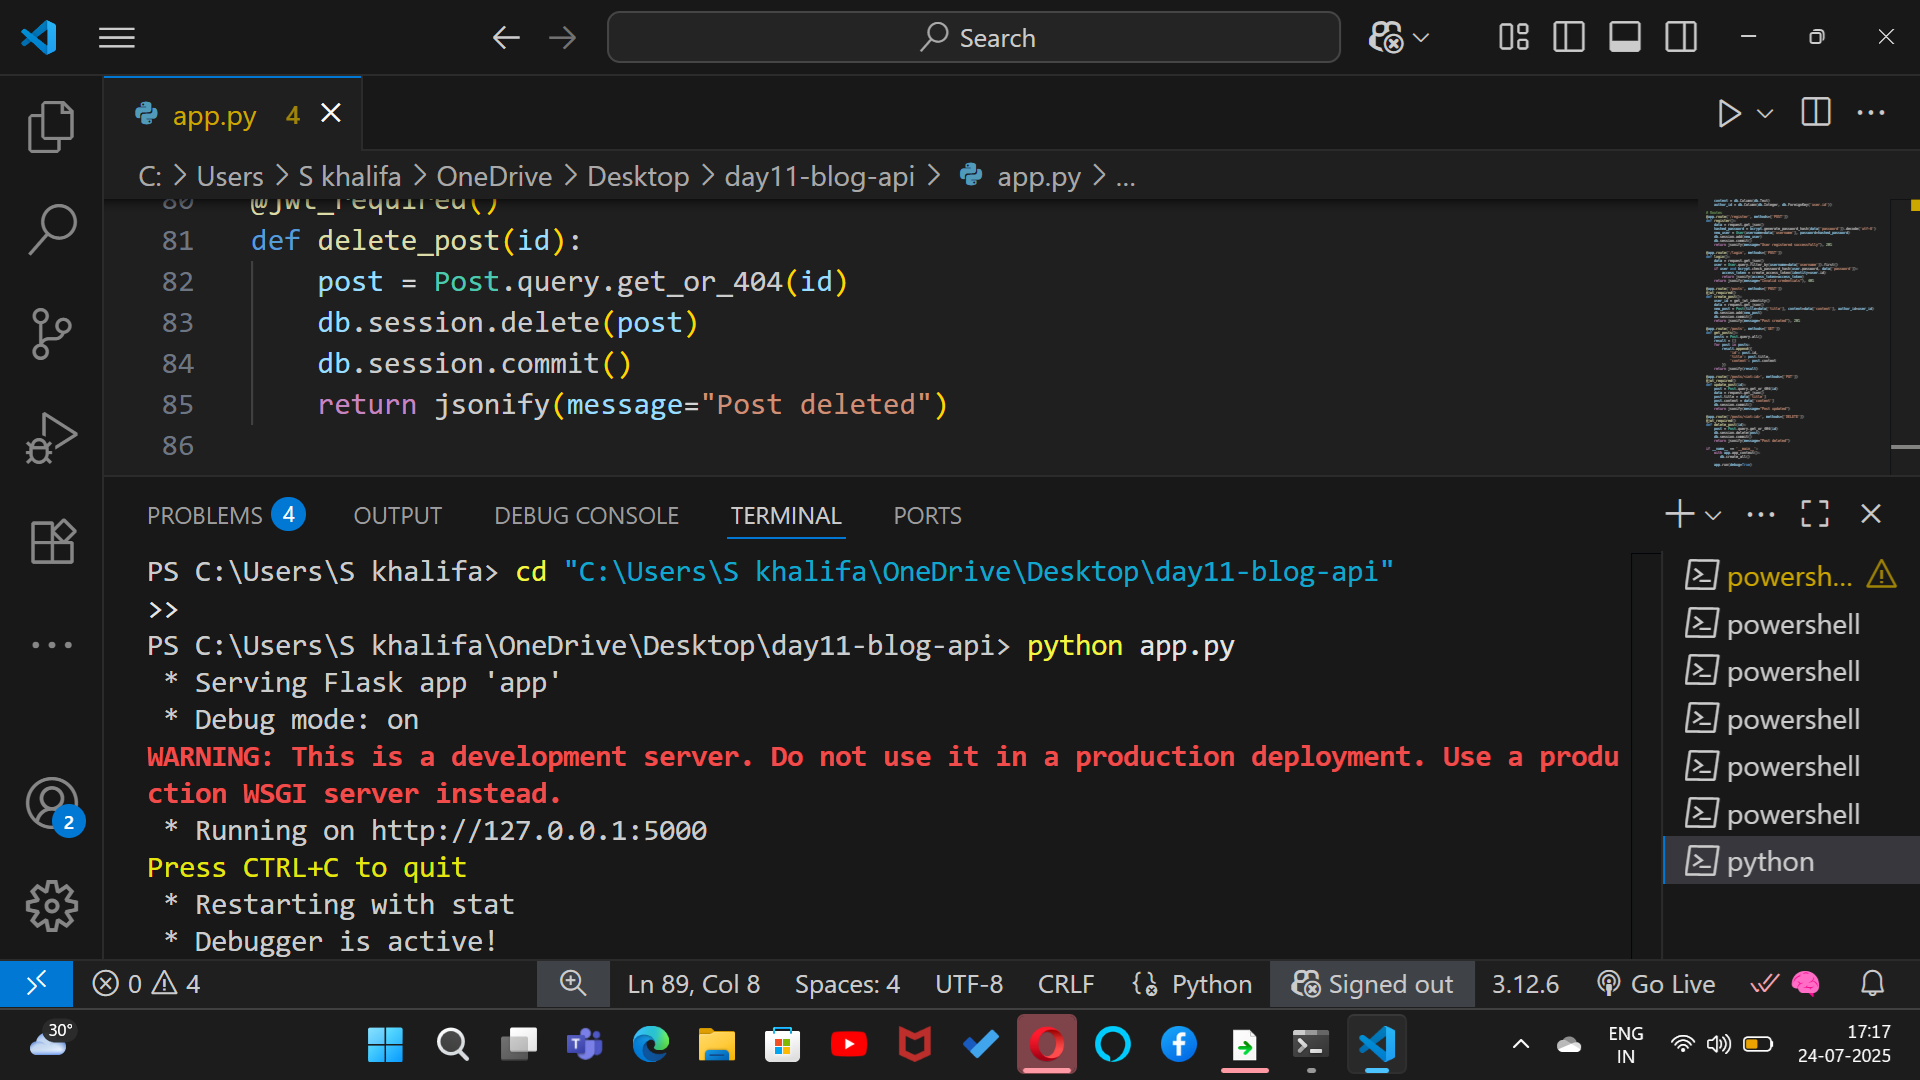 Search
app.py 4
C: > Users > S khalifa > OneDrive > Desktop > day11-blog-api > app.py > ...
80 @jwt_required()
81 def delete_post(id):
82 post = Post.query.get_or_404(id)
83 db.session.delete(post)
84 db.session.commit()
85 return jsonify(message="Post deleted")
86
PROBLEMS 4 OUTPUT DEBUG CONSOLE TERMINAL PORTS
PS C:\Users\S khalifa> cd "C:\Users\S khalifa\OneDrive\Desktop\day11-blog-api"
>>
PS C:\Users\S khalifa\OneDrive\Desktop\day11-blog-api> python app.py
* Serving Flask app 'app'
* Debug mode: on
WARNING: This is a development server. Do not use it in a production deployment. Use a produ
ction WSGI server instead.
* Running on http://127.0.0.1:5000
Press CTRL+C to quit
* Restarting with stat
* Debugger is active!
powersh...
powershell
powershell
powershell
powershell
powershell
python
2
0 4 Ln 89, Col 8 Spaces: 4 UTF-8 CRLF Python Signed out 3.12.6 Go Live
30°
ENG
IN
17:17
24-07-2025